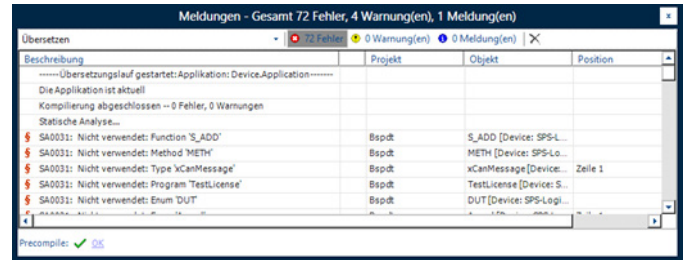 Meldungen - Gesamt 72 Fehler, 4 Warnung(en), 1 Meldung(en)
Übersetzen 72 Fehler 0 Warnung(en) 0 Meldung(en)
Beschreibung Projekt Objekt Position
------Übersetzungslauf gestartet: Applikation: Device.Application-------
Die Applikation ist aktuell
Kompilierung abgeschlossen -- 0 Fehler, 0 Warnungen
Statische Analyse...
SA0031: Nicht verwendet: Function 'S_ADD' Bspdt S_ADD [Device: SPS-L...
SA0031: Nicht verwendet: Method 'METH' Bspdt METH [Device: SPS-Lo...
SA0031: Nicht verwendet: Type 'xCanMessage' Bspdt xCanMessage [Device:... Zeile 1
SA0031: Nicht verwendet: Program 'TestLicense' Bspdt TestLicense [Device: S...
SA0031: Nicht verwendet: Enum 'DUT' Bspdt DUT [Device: SPS-Logi...
Precompile: OK